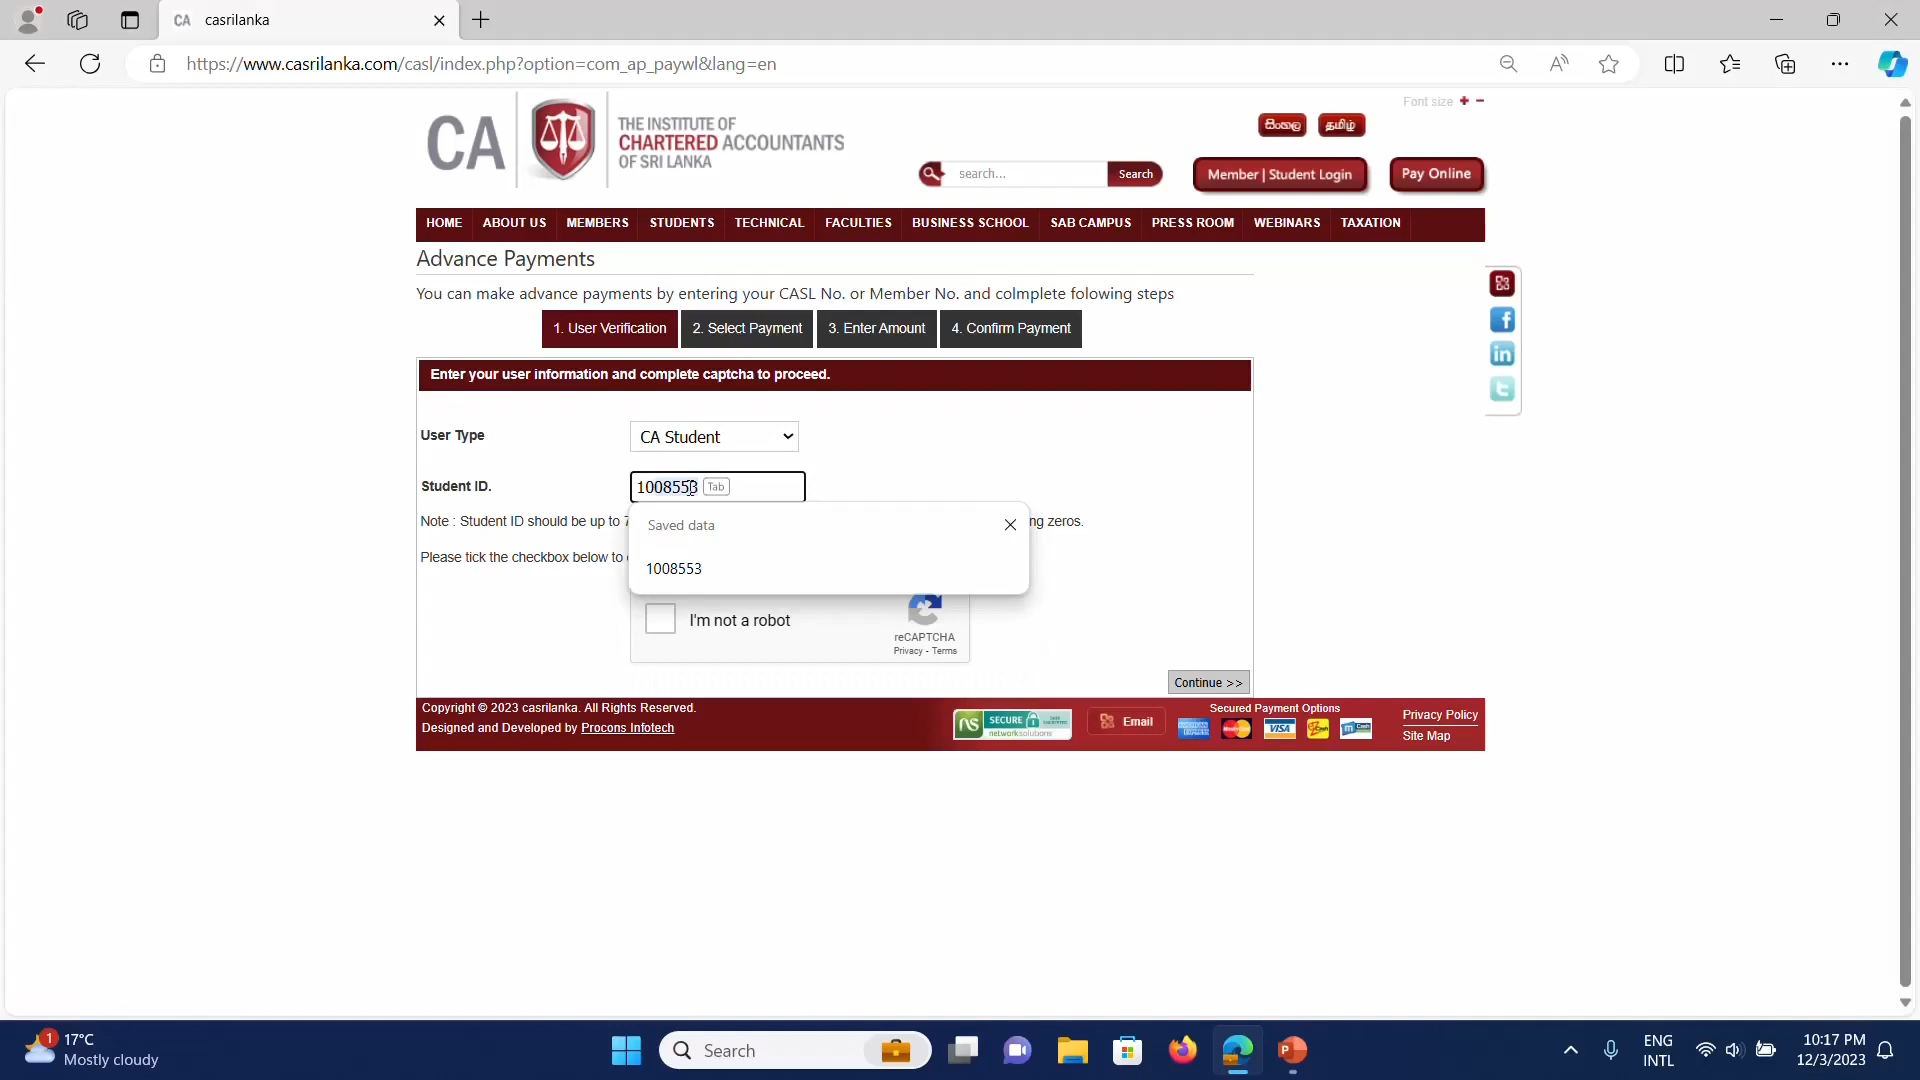 CA casrilanka
https://www.casrilanka.com/casl/index.php?option=com_ap_paywl&lang=en
Font size + -
CA
THE INSTITUTE OF
CHARTERED ACCOUNTANTS
OF SRI LANKA
සිංහල
தமிழ்
search...
Search
Member | Student Login
Pay Online
HOME ABOUT US MEMBERS STUDENTS TECHNICAL FACULTIES BUSINESS SCHOOL SAB CAMPUS PRESS ROOM WEBINARS TAXATION
Advance Payments
You can make advance payments by entering your CASL No. or Member No. and colmplete folowing steps
1. User Verification 2. Select Payment 3. Enter Amount 4. Confirm Payment
Enter your user information and complete captcha to proceed.
User Type CA Student
Student ID. 1008553 Tab
Note : Student ID should be up to 7 ng zeros.
Saved data
Please tick the checkbox below to
1008553
I'm not a robot
reCAPTCHA
Privacy - Terms
Continue >>
Copyright © 2023 casrilanka. All Rights Reserved.
Designed and Developed by Procons Infotech
SECURE
networksolutions
Email
Secured Payment Options
VISA
Privacy Policy
Site Map
1
17°C
Mostly cloudy
Search
ENG
INTL
10:17 PM
12/3/2023